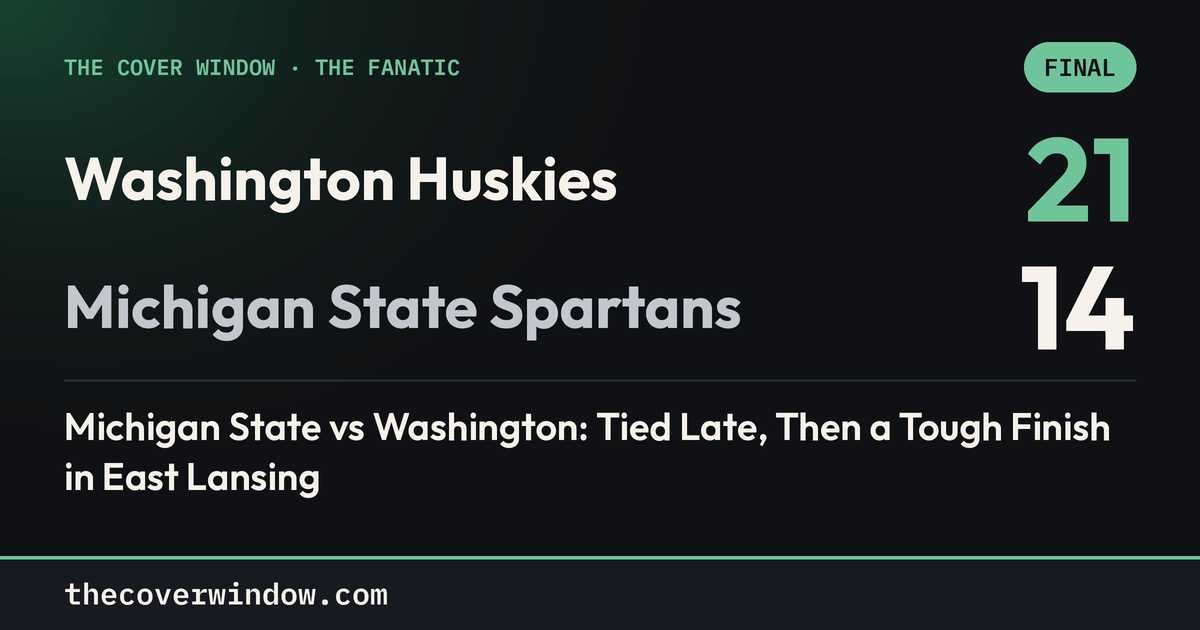 THE COVER WINDOW · THE FANATIC
FINAL
Washington Huskies
21
Michigan State Spartans
14
Michigan State vs Washington: Tied Late, Then a Tough Finish
in East Lansing
thecoverwindow.com